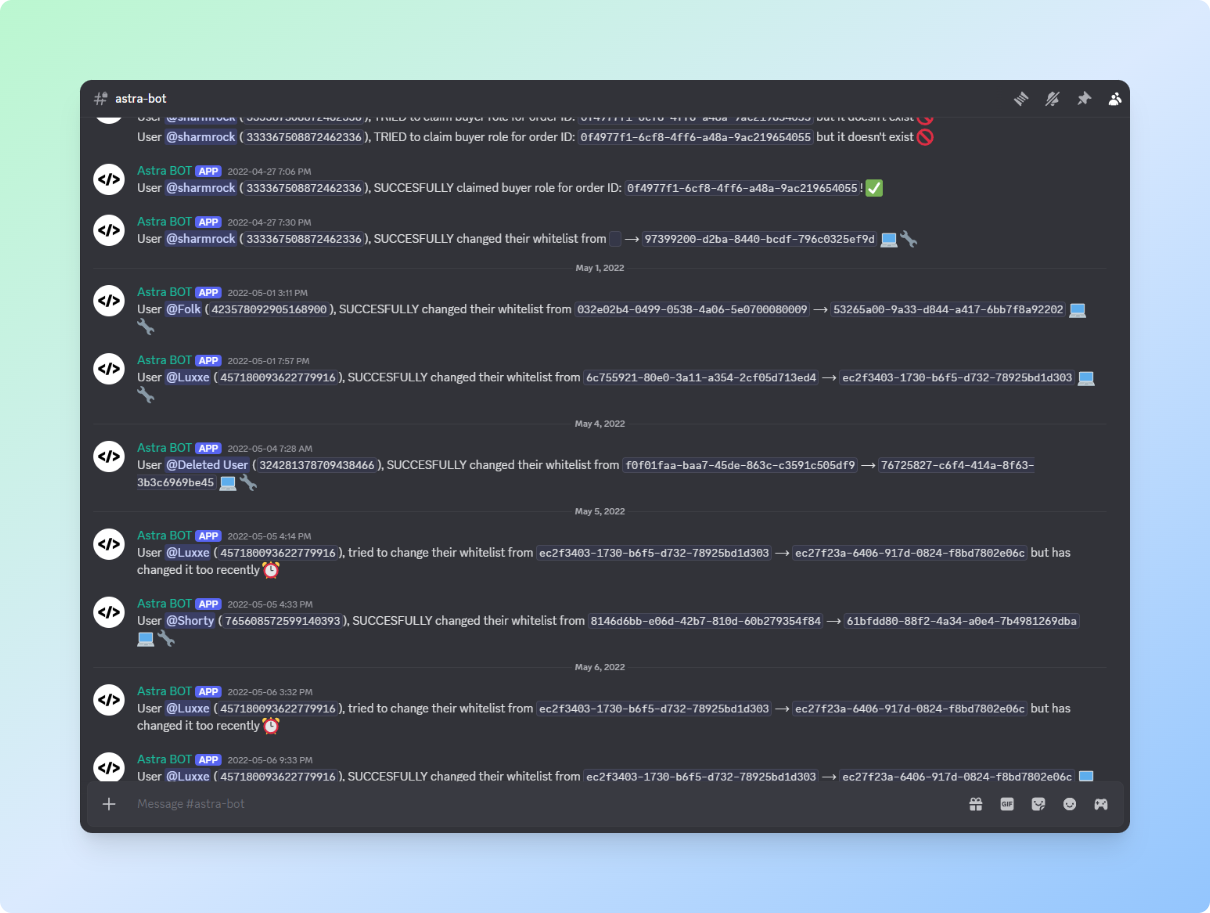 astra-bot
User @sharmrock (333367508872462336), TRIED to claim buyer role for order ID: 0f4977f1-6cf8-4ff6-a48a-9ac219654055 but it doesn't exist 🚫
User @sharmrock (333367508872462336), TRIED to claim buyer role for order ID: 0f4977f1-6cf8-4ff6-a48a-9ac219654055 but it doesn't exist 🚫
Astra BOT APP 2022-04-27 7:06 PM
User @sharmrock (333367508872462336), SUCCESFULLY claimed buyer role for order ID: 0f4977f1-6cf8-4ff6-a48a-9ac219654055! ✅
Astra BOT APP 2022-04-27 7:30 PM
User @sharmrock (333367508872462336), SUCCESFULLY changed their whitelist from → 97399200-d2ba-8440-bcdf-796c0325ef9d 💻🔧
May 1, 2022
Astra BOT APP 2022-05-01 3:11 PM
User @Folk (423578092905168900), SUCCESFULLY changed their whitelist from 032e02b4-0499-0538-4a06-5e0700080009 → 53265a00-9a33-d844-a417-6bb7f8a92202 💻
🔧
Astra BOT APP 2022-05-01 7:57 PM
User @Luxxe (457180093622779916), SUCCESFULLY changed their whitelist from 6c755921-80e0-3a11-a354-2cf05d713ed4 → ec2f3403-1730-b6f5-d732-78925bd1d303 💻
🔧
May 4, 2022
Astra BOT APP 2022-05-04 7:28 AM
User @Deleted User (324281378709438466), SUCCESFULLY changed their whitelist from f0f01faa-baa7-45de-863c-c3591c505df9 → 76725827-c6f4-414a-8f63-
3b3c6969be45 💻🔧
May 5, 2022
Astra BOT APP 2022-05-05 4:14 PM
User @Luxxe (457180093622779916), tried to change their whitelist from ec2f3403-1730-b6f5-d732-78925bd1d303 → ec27f23a-6406-917d-0824-f8bd7802e06c but has
changed it too recently ⏰
Astra BOT APP 2022-05-05 4:33 PM
User @Shorty (765608572599140393), SUCCESFULLY changed their whitelist from 8146d6bb-e06d-42b7-810d-60b279354f84 → 61bfdd80-88f2-4a34-a0e4-7b4981269dba
💻🔧
May 6, 2022
Astra BOT APP 2022-05-06 3:32 PM
User @Luxxe (457180093622779916), tried to change their whitelist from ec2f3403-1730-b6f5-d732-78925bd1d303 → ec27f23a-6406-917d-0824-f8bd7802e06c but has
changed it too recently ⏰
Astra BOT APP 2022-05-06 9:33 PM
User @Luxxe (457180093622779916), SUCCESFULLY changed their whitelist from ec2f3403-1730-b6f5-d732-78925bd1d303 → ec27f23a-6406-917d-0824-f8bd7802e06c 💻
Message #astra-bot
GIF